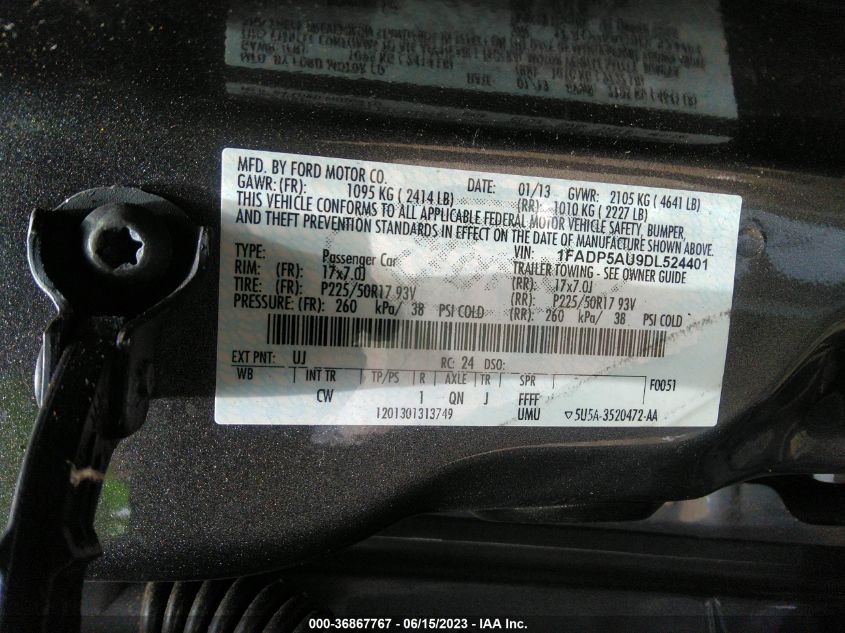 MFD. BY FORD MOTOR CO.
DATE: 01/13 GVWR: 2105 KG ( 4641 LB)
GAWR: (FR): 1095 KG ( 2414 LB) (RR): 1010 KG ( 2227 LB)
THIS VEHICLE CONFORMS TO ALL APPLICABLE FEDERAL MOTOR VEHICLE SAFETY, BUMPER,
AND THEFT PREVENTION STANDARDS IN EFFECT ON THE DATE OF MANUFACTURE SHOWN ABOVE.
VIN: 1FADP5AU9DL524401
TYPE: Passenger Car TRAILER TOWING - SEE OWNER GUIDE
RIM: (FR): 17x7.0J (RR): 17x7.0J
TIRE: (FR): P225/50R17 93V (RR): P225/50R17 93V
PRESSURE: (FR): 260 kPa/ 38 PSI COLD (RR): 260 kPa/ 38 PSI COLD
EXT PNT: UJ RC: 24 DSO:
WB INT TR TP/PS R AXLE TR SPR F0051
CW 1 QN J FFFF
1201301313749 UMU ▽5U5A-3520472-AA
000-36867767 - 06/15/2023 - IAA Inc.